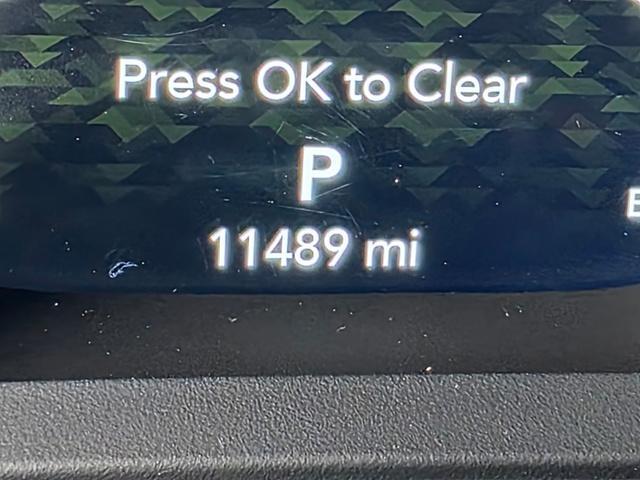 Press OK to Clear
P
E
11489 mi